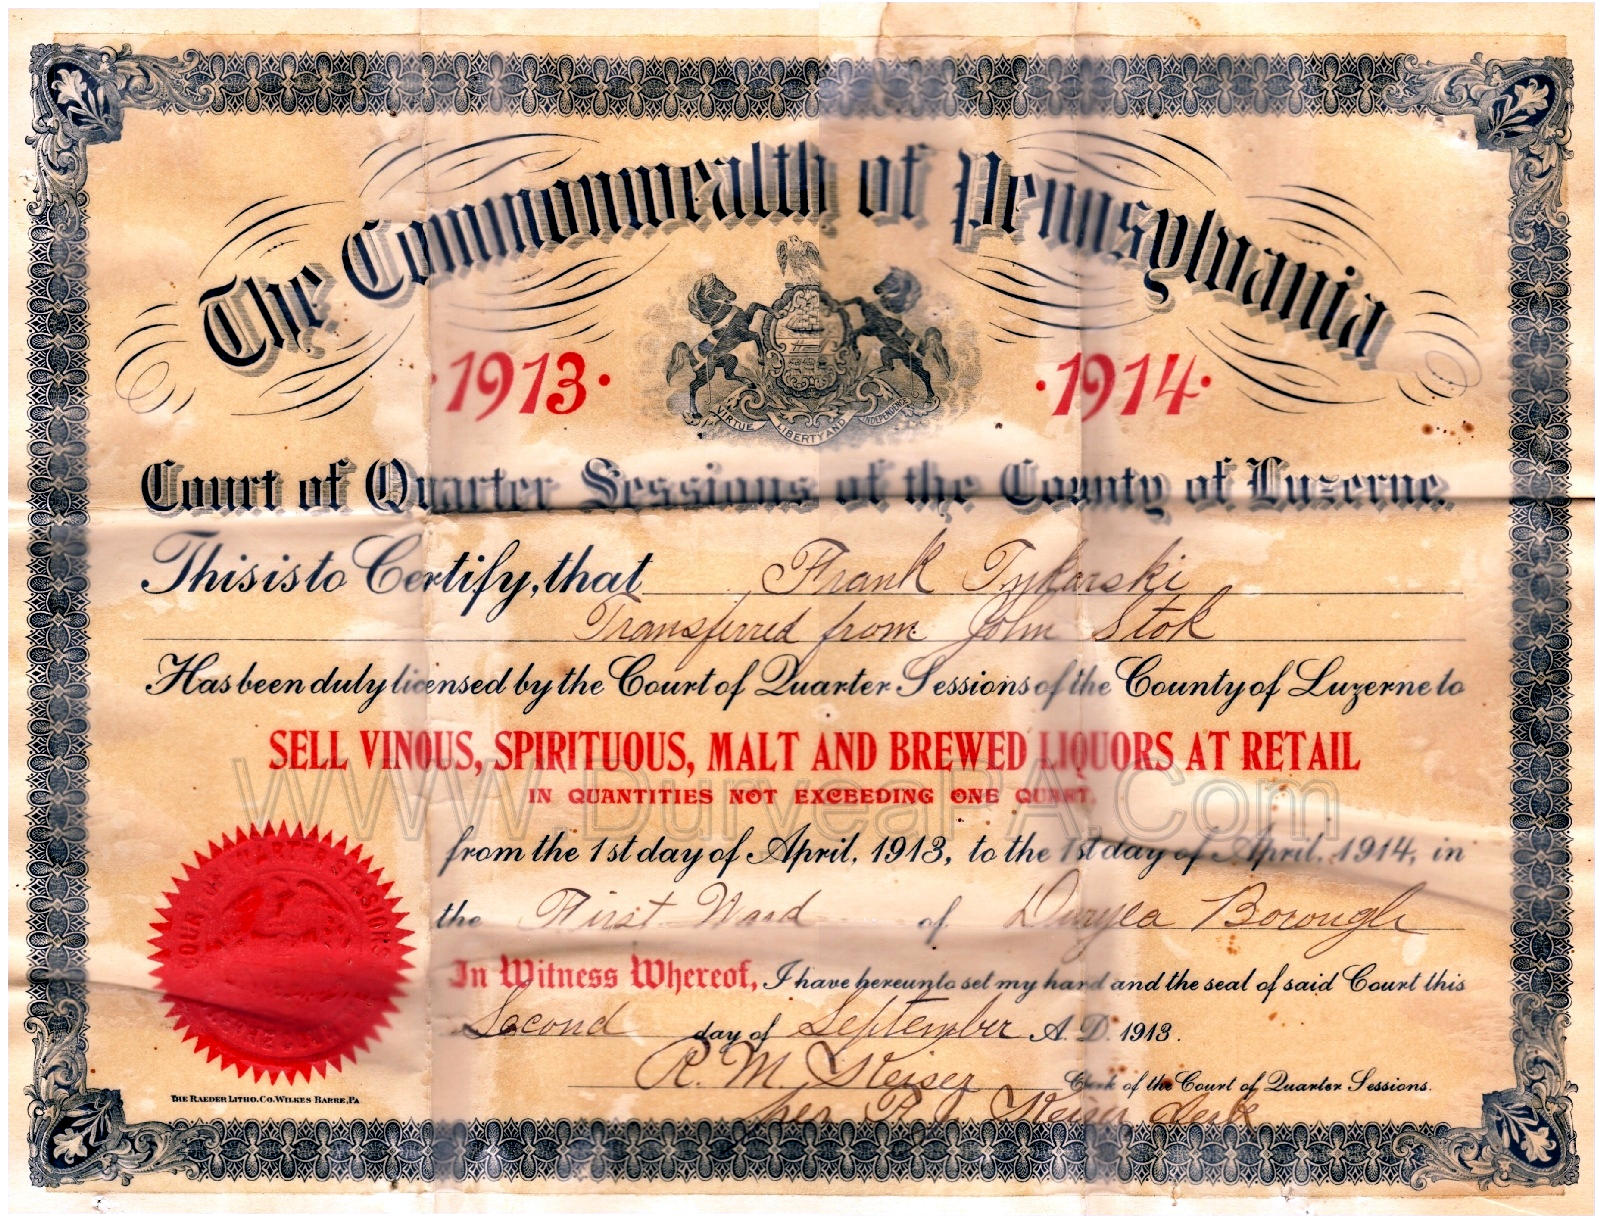 The Commonwealth of Pennsylvania
·1913·
·1914·
VIRTUE LIBERTY AND INDEPENDENCE
Court of Quarter Sessions of the County of Luzerne.
This is to Certify, that Frank Tykarski
Transferred from John Stok
Has been duly licensed by the Court of Quarter Sessions of the County of Luzerne to
SELL VINOUS, SPIRITUOUS, MALT AND BREWED LIQUORS AT RETAIL
WWW.DuryeaPA.Com
IN QUANTITIES NOT EXCEEDING ONE QUART.
from the 1st day of April, 1913, to the 1st day of April, 1914, in
the First Ward of Duryea Borough
In Witness Whereof, I have hereunto set my hand and the seal of said Court this
Second day of September A. D. 1913.
R. M. Keiser Clerk of the Court of Quarter Sessions.
per
THE RAEDER LITHO. CO. WILKES BARRE, PA